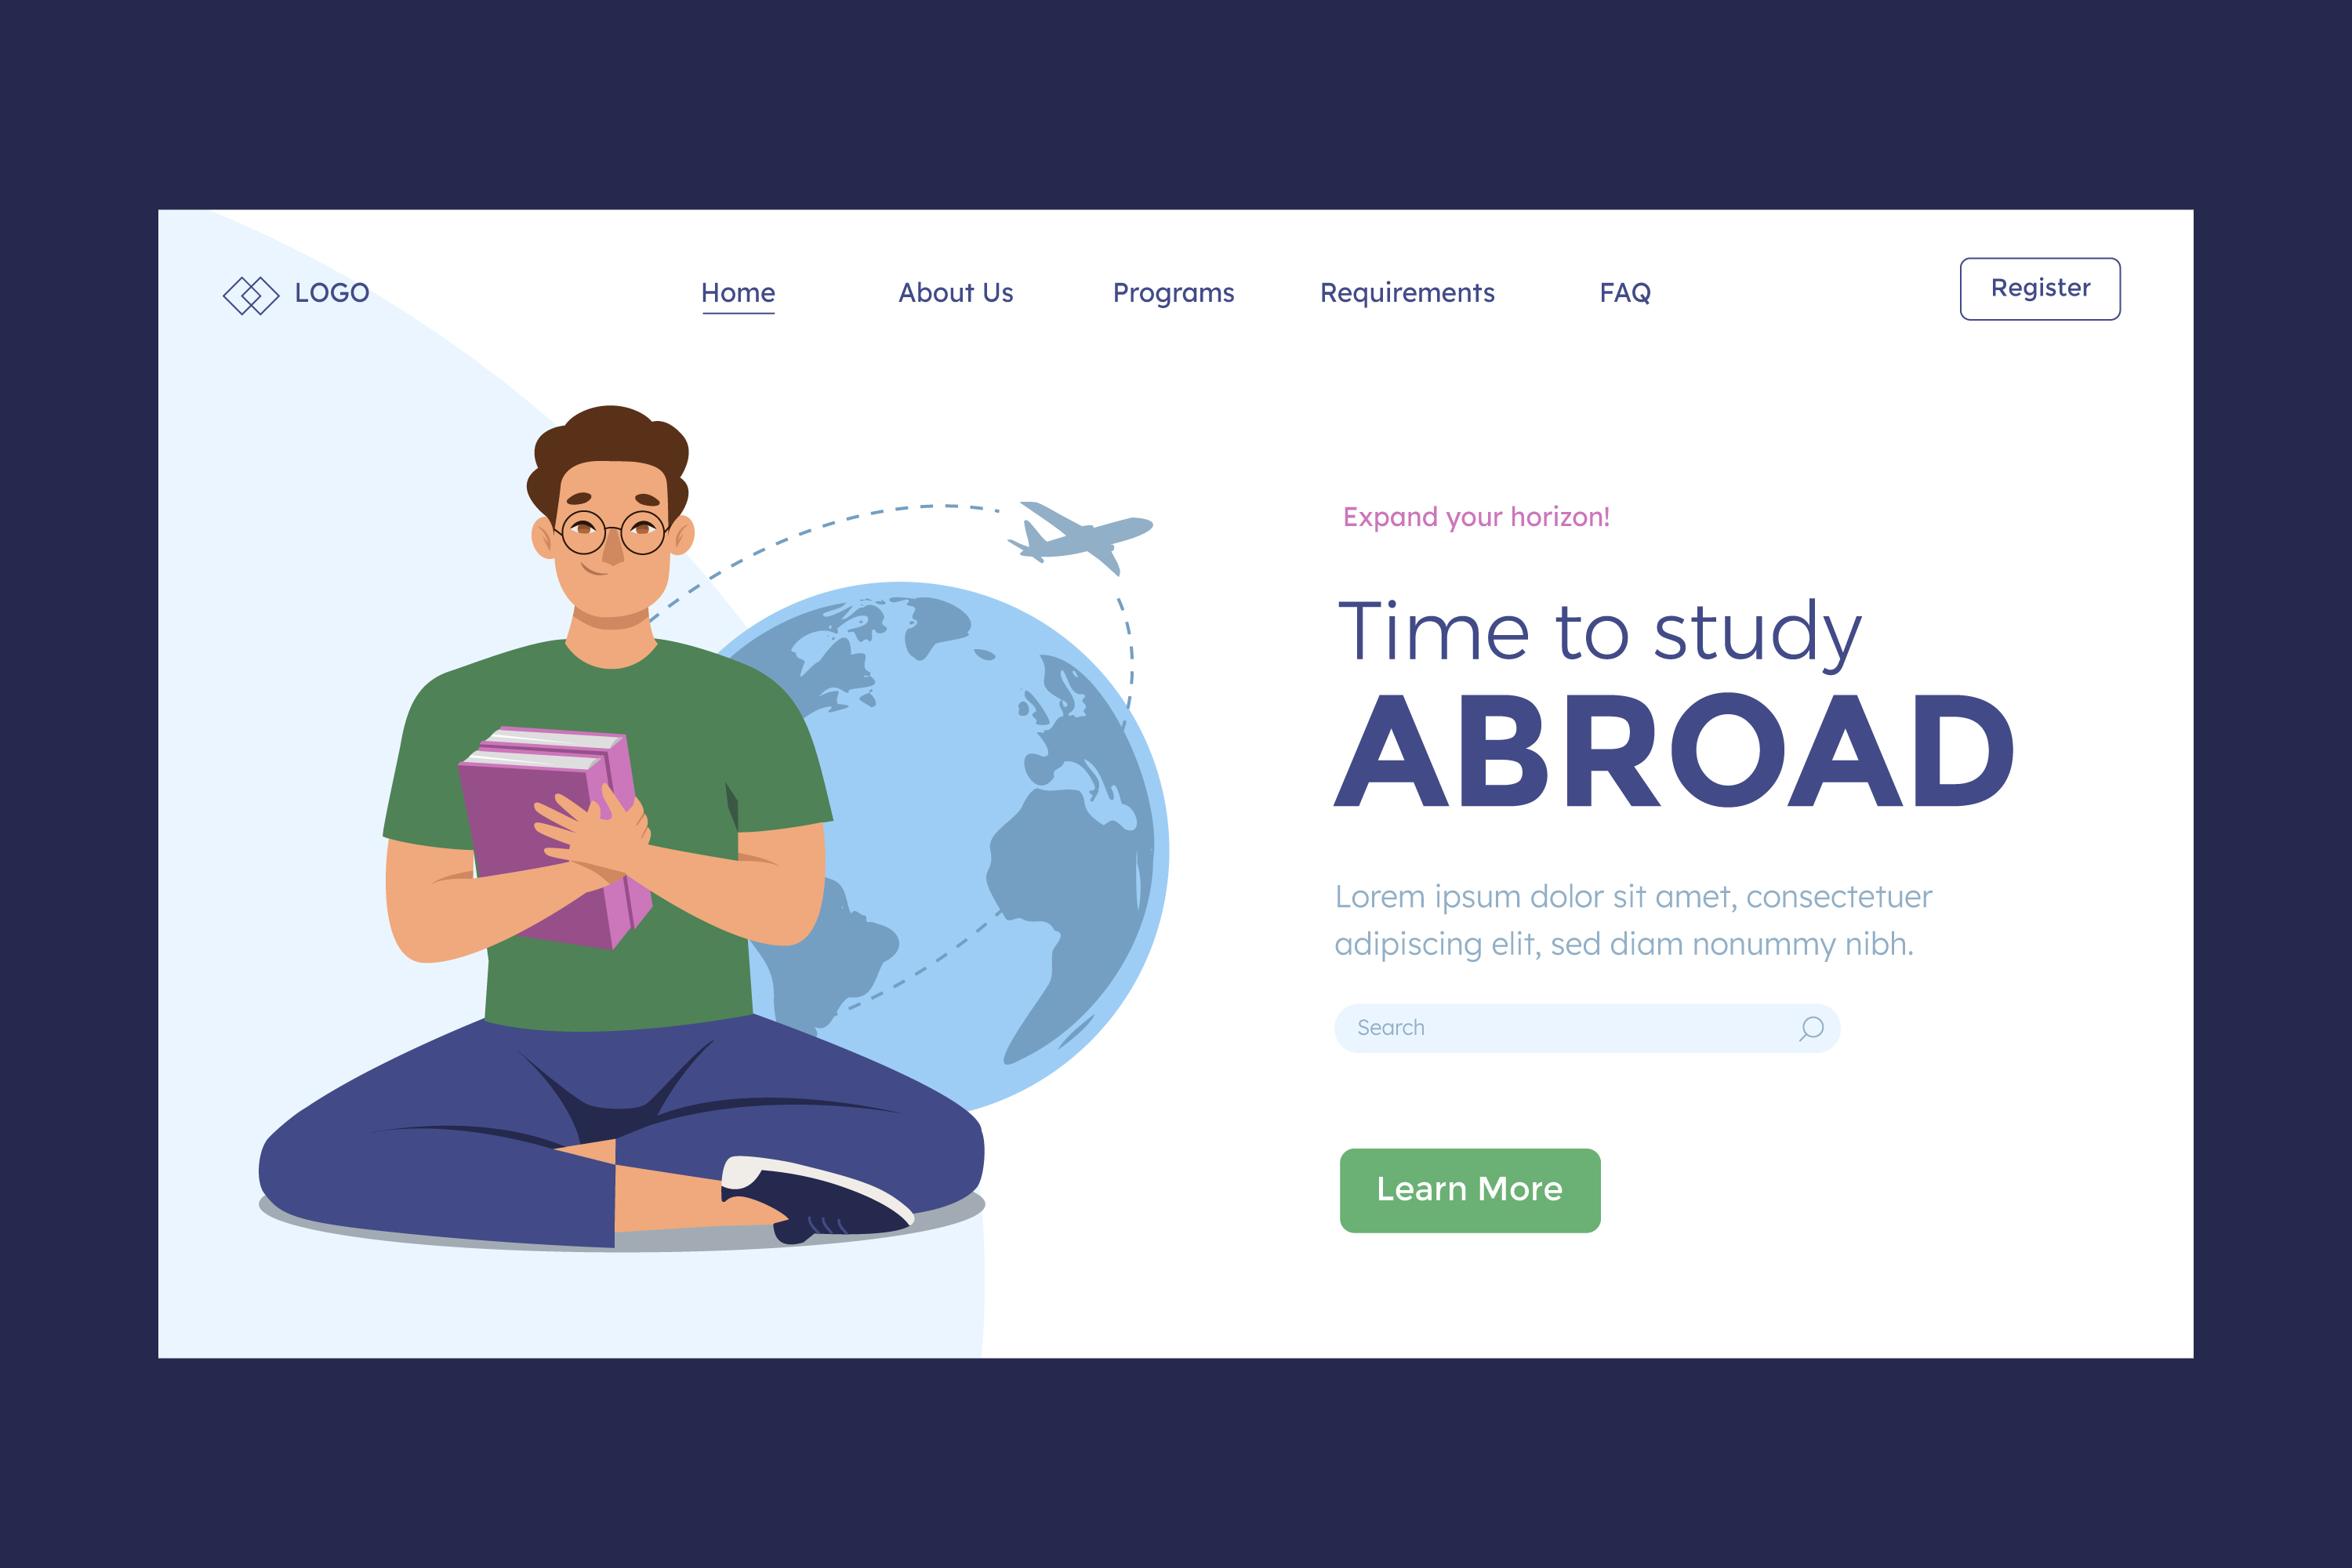 LOGO
Home
About Us
Programs
Requirements
FAQ
Register
Expand your horizon!
Time to study
ABROAD
Lorem ipsum dolor sit amet, consectetuer
adipiscing elit, sed diam nonummy nibh.
Search
Learn More